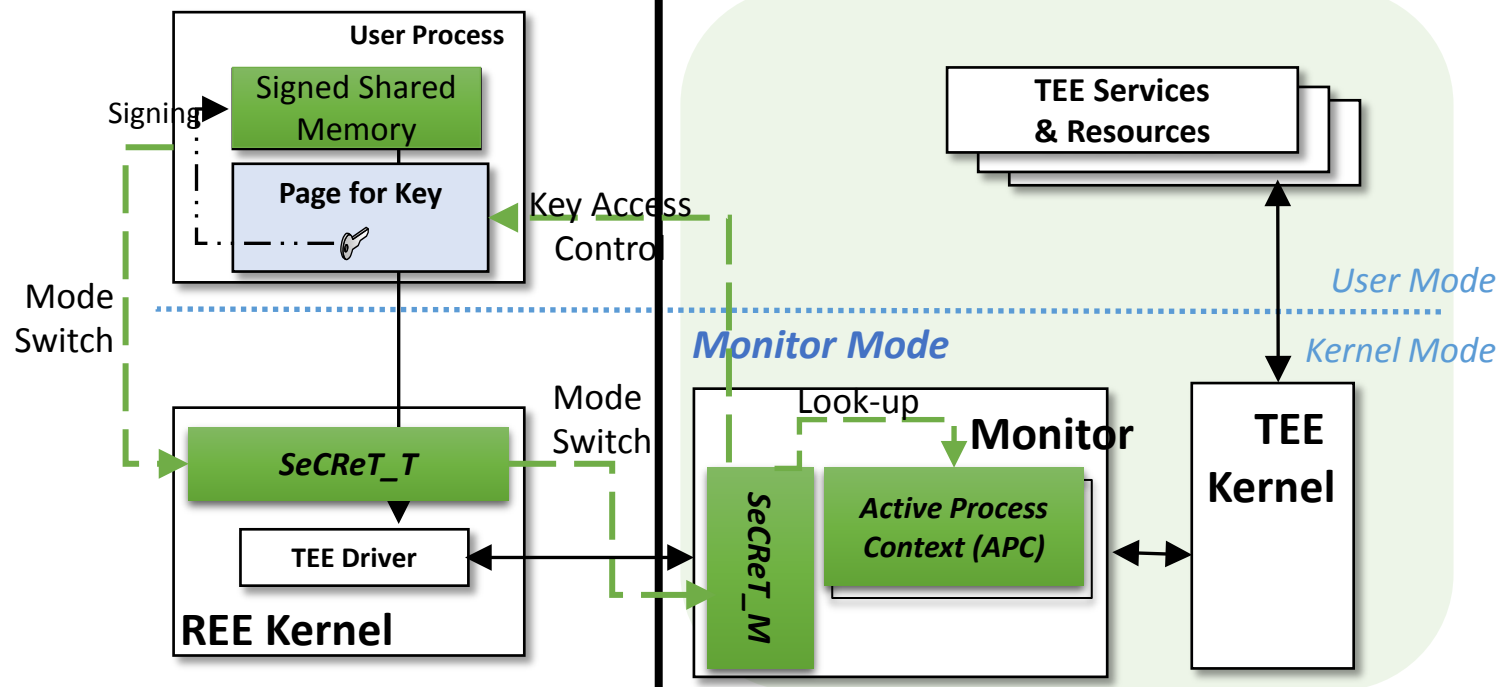 User Process
Signed Shared
Memory
Signing
Page for Key
Key Access
Control
TEE Services
& Resources
User Mode
Mode
Switch
Monitor Mode
Kernel Mode
Mode
Switch
Look-up
Monitor
SeCReT_T
TEE Driver
REE Kernel
SeCReT_M
Active Process
Context (APC)
TEE
Kernel